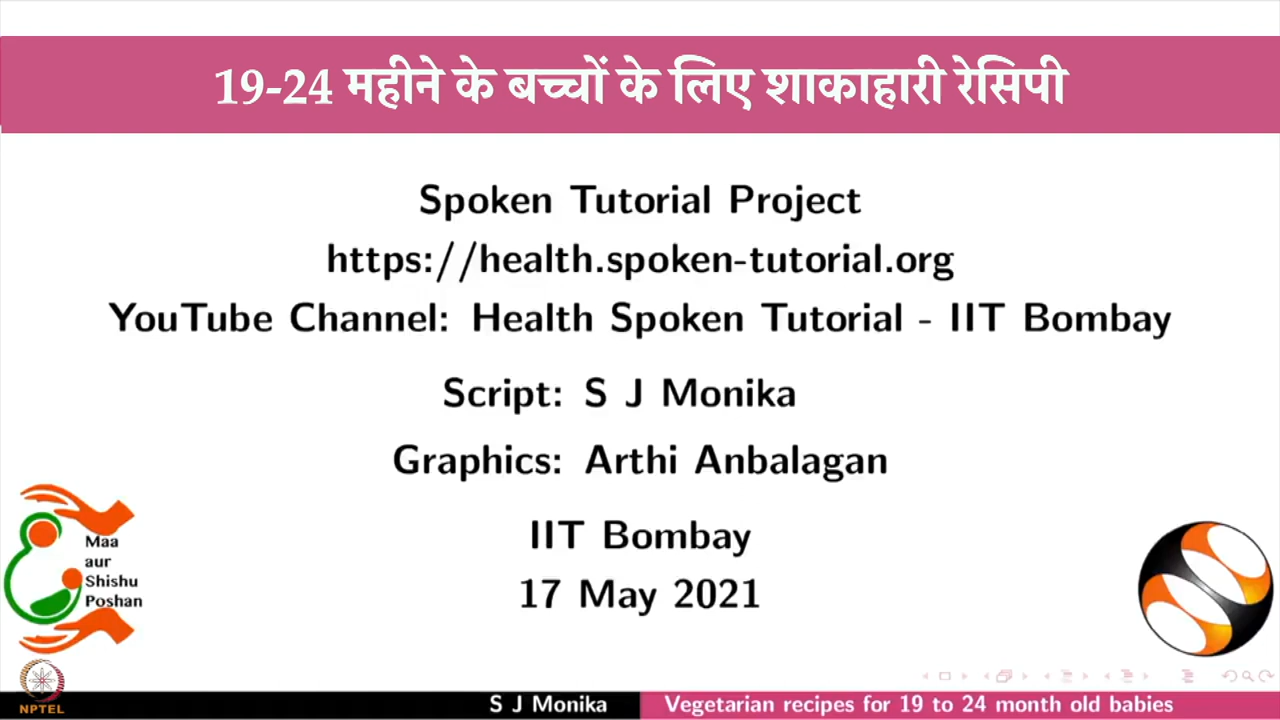 19-24 महीने के बच्चों के लिए शाकाहारी रेसिपी
Spoken Tutorial Project
https://health.spoken-tutorial.org
YouTube Channel: Health Spoken Tutorial - IIT Bombay
Script: S J Monika
Graphics: Arthi Anbalagan
IIT Bombay
17 May 2021
Maa
aur
Shishu
Poshan
NPTEL
S J Monika
Vegetarian recipes for 19 to 24 month old babies